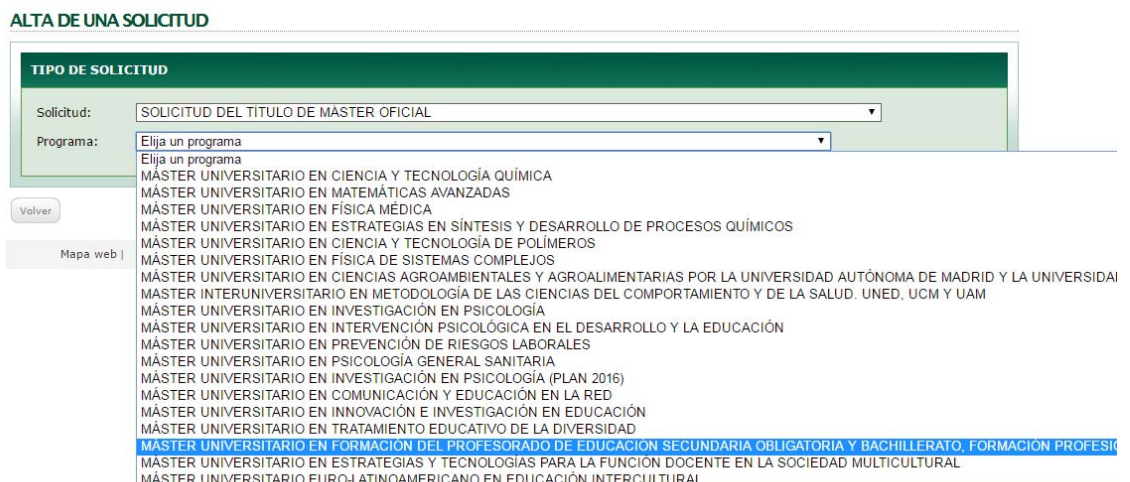 ALTA DE UNA SOLICITUD
TIPO DE SOLICITUD
Solicitud: SOLICITUD DEL TÍTULO DE MÁSTER OFICIAL
Programa: Elija un programa
Elija un programa
MÁSTER UNIVERSITARIO EN CIENCIA Y TECNOLOGÍA QUÍMICA
MÁSTER UNIVERSITARIO EN MATEMÁTICAS AVANZADAS
MÁSTER UNIVERSITARIO EN FÍSICA MÉDICA
MÁSTER UNIVERSITARIO EN ESTRATEGIAS EN SÍNTESIS Y DESARROLLO DE PROCESOS QUÍMICOS
MÁSTER UNIVERSITARIO EN CIENCIA Y TECNOLOGÍA DE POLÍMEROS
MÁSTER UNIVERSITARIO EN FÍSICA DE SISTEMAS COMPLEJOS
MÁSTER UNIVERSITARIO EN CIENCIAS AGROAMBIENTALES Y AGROALIMENTARIAS POR LA UNIVERSIDAD AUTÓNOMA DE MADRID Y LA UNIVERSIDAD
MASTER INTERUNIVERSITARIO EN METODOLOGÍA DE LAS CIENCIAS DEL COMPORTAMIENTO Y DE LA SALUD. UNED, UCM Y UAM
MÁSTER UNIVERSITARIO EN INVESTIGACIÓN EN PSICOLOGÍA
MÁSTER UNIVERSITARIO EN INTERVENCIÓN PSICOLÓGICA EN EL DESARROLLO Y LA EDUCACIÓN
MÁSTER UNIVERSITARIO EN PREVENCIÓN DE RIESGOS LABORALES
MÁSTER UNIVERSITARIO EN PSICOLOGÍA GENERAL SANITARIA
MÁSTER UNIVERSITARIO EN INVESTIGACIÓN EN PSICOLOGÍA (PLAN 2016)
MÁSTER UNIVERSITARIO EN COMUNICACIÓN Y EDUCACIÓN EN LA RED
MÁSTER UNIVERSITARIO EN INNOVACIÓN E INVESTIGACIÓN EN EDUCACIÓN
MÁSTER UNIVERSITARIO EN TRATAMIENTO EDUCATIVO DE LA DIVERSIDAD
MÁSTER UNIVERSITARIO EN FORMACIÓN DEL PROFESORADO DE EDUCACIÓN SECUNDARIA OBLIGATORIA Y BACHILLERATO, FORMACIÓN PROFESIO
MÁSTER UNIVERSITARIO EN ESTRATEGIAS Y TECNOLOGÍAS PARA LA FUNCIÓN DOCENTE EN LA SOCIEDAD MULTICULTURAL
MÁSTER UNIVERSITARIO EURO-LATINOAMERICANO EN EDUCACIÓN INTERCULTURAL
Volver
Mapa web |